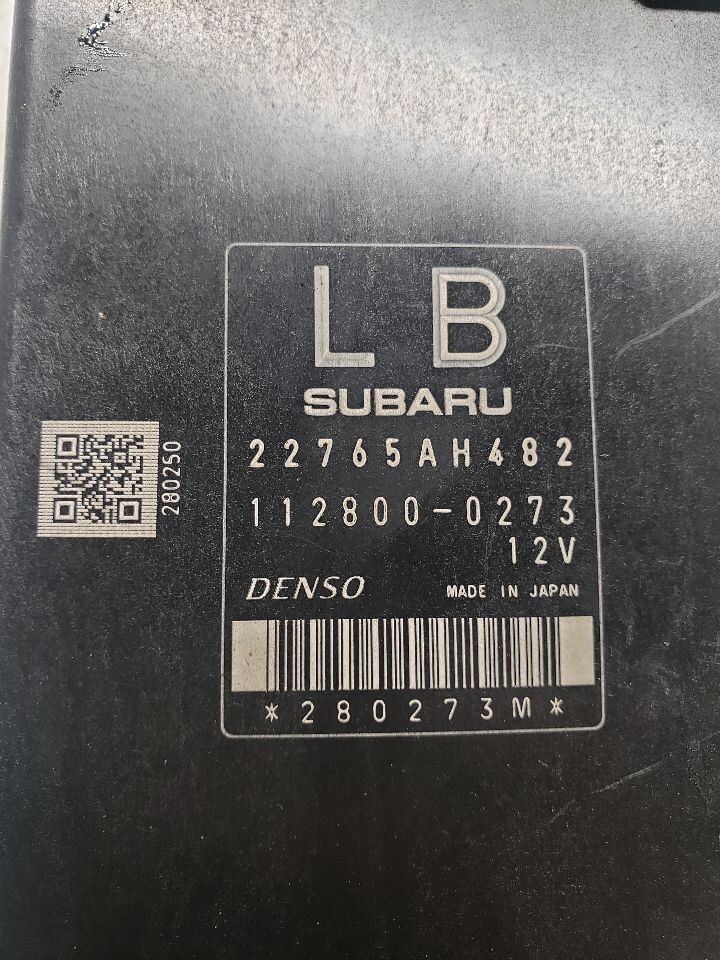 LB
SUBARU
22765AH482
112800-0273
12V
DENSO MADE IN JAPAN
*280273M*
280250